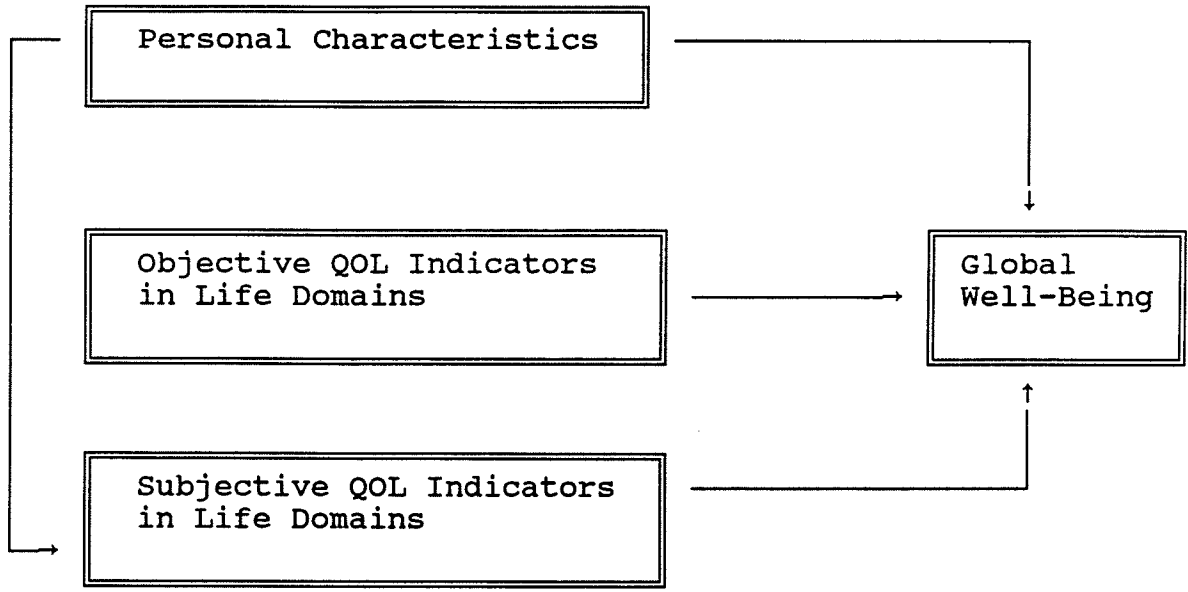 Personal Characteristics
Objective QOL Indicators
in Life Domains
Global
Well-Being
Subjective QOL Indicators
in Life Domains